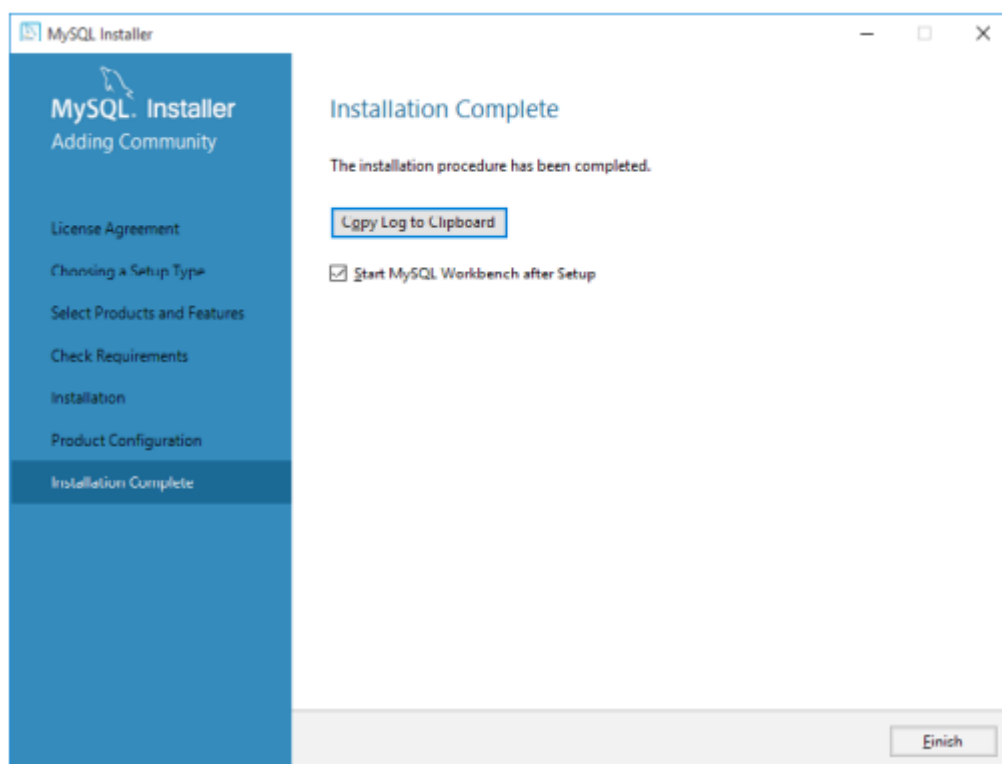 MySQL Installer
MySQL. Installer
Adding Community
License Agreement
Choosing a Setup Type
Select Products and Features
Check Requirements
Installation
Product Configuration
Installation Complete
Installation Complete
The installation procedure has been completed.
Copy Log to Clipboard
Start MySQL Workbench after Setup
Finish